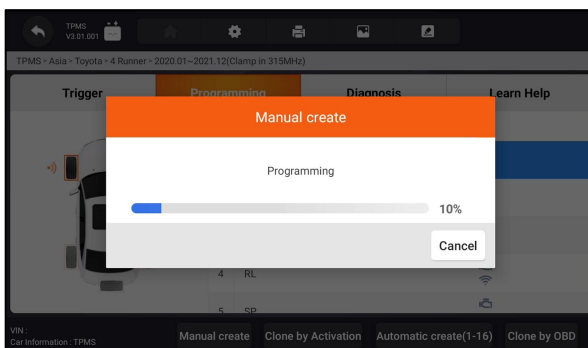 TPMS
V3.01.001
TPMS > Asia > Toyota > 4 Runner > 2020.01~2021.12(Clamp in 315MHz)
Trigger
Programming
Diagnosis
Learn Help
Manual create
Programming
10%
Cancel
4 RL
5 SP
VIN :
Car Information : TPMS
Manual create
Clone by Activation
Automatic create(1-16)
Clone by OBD